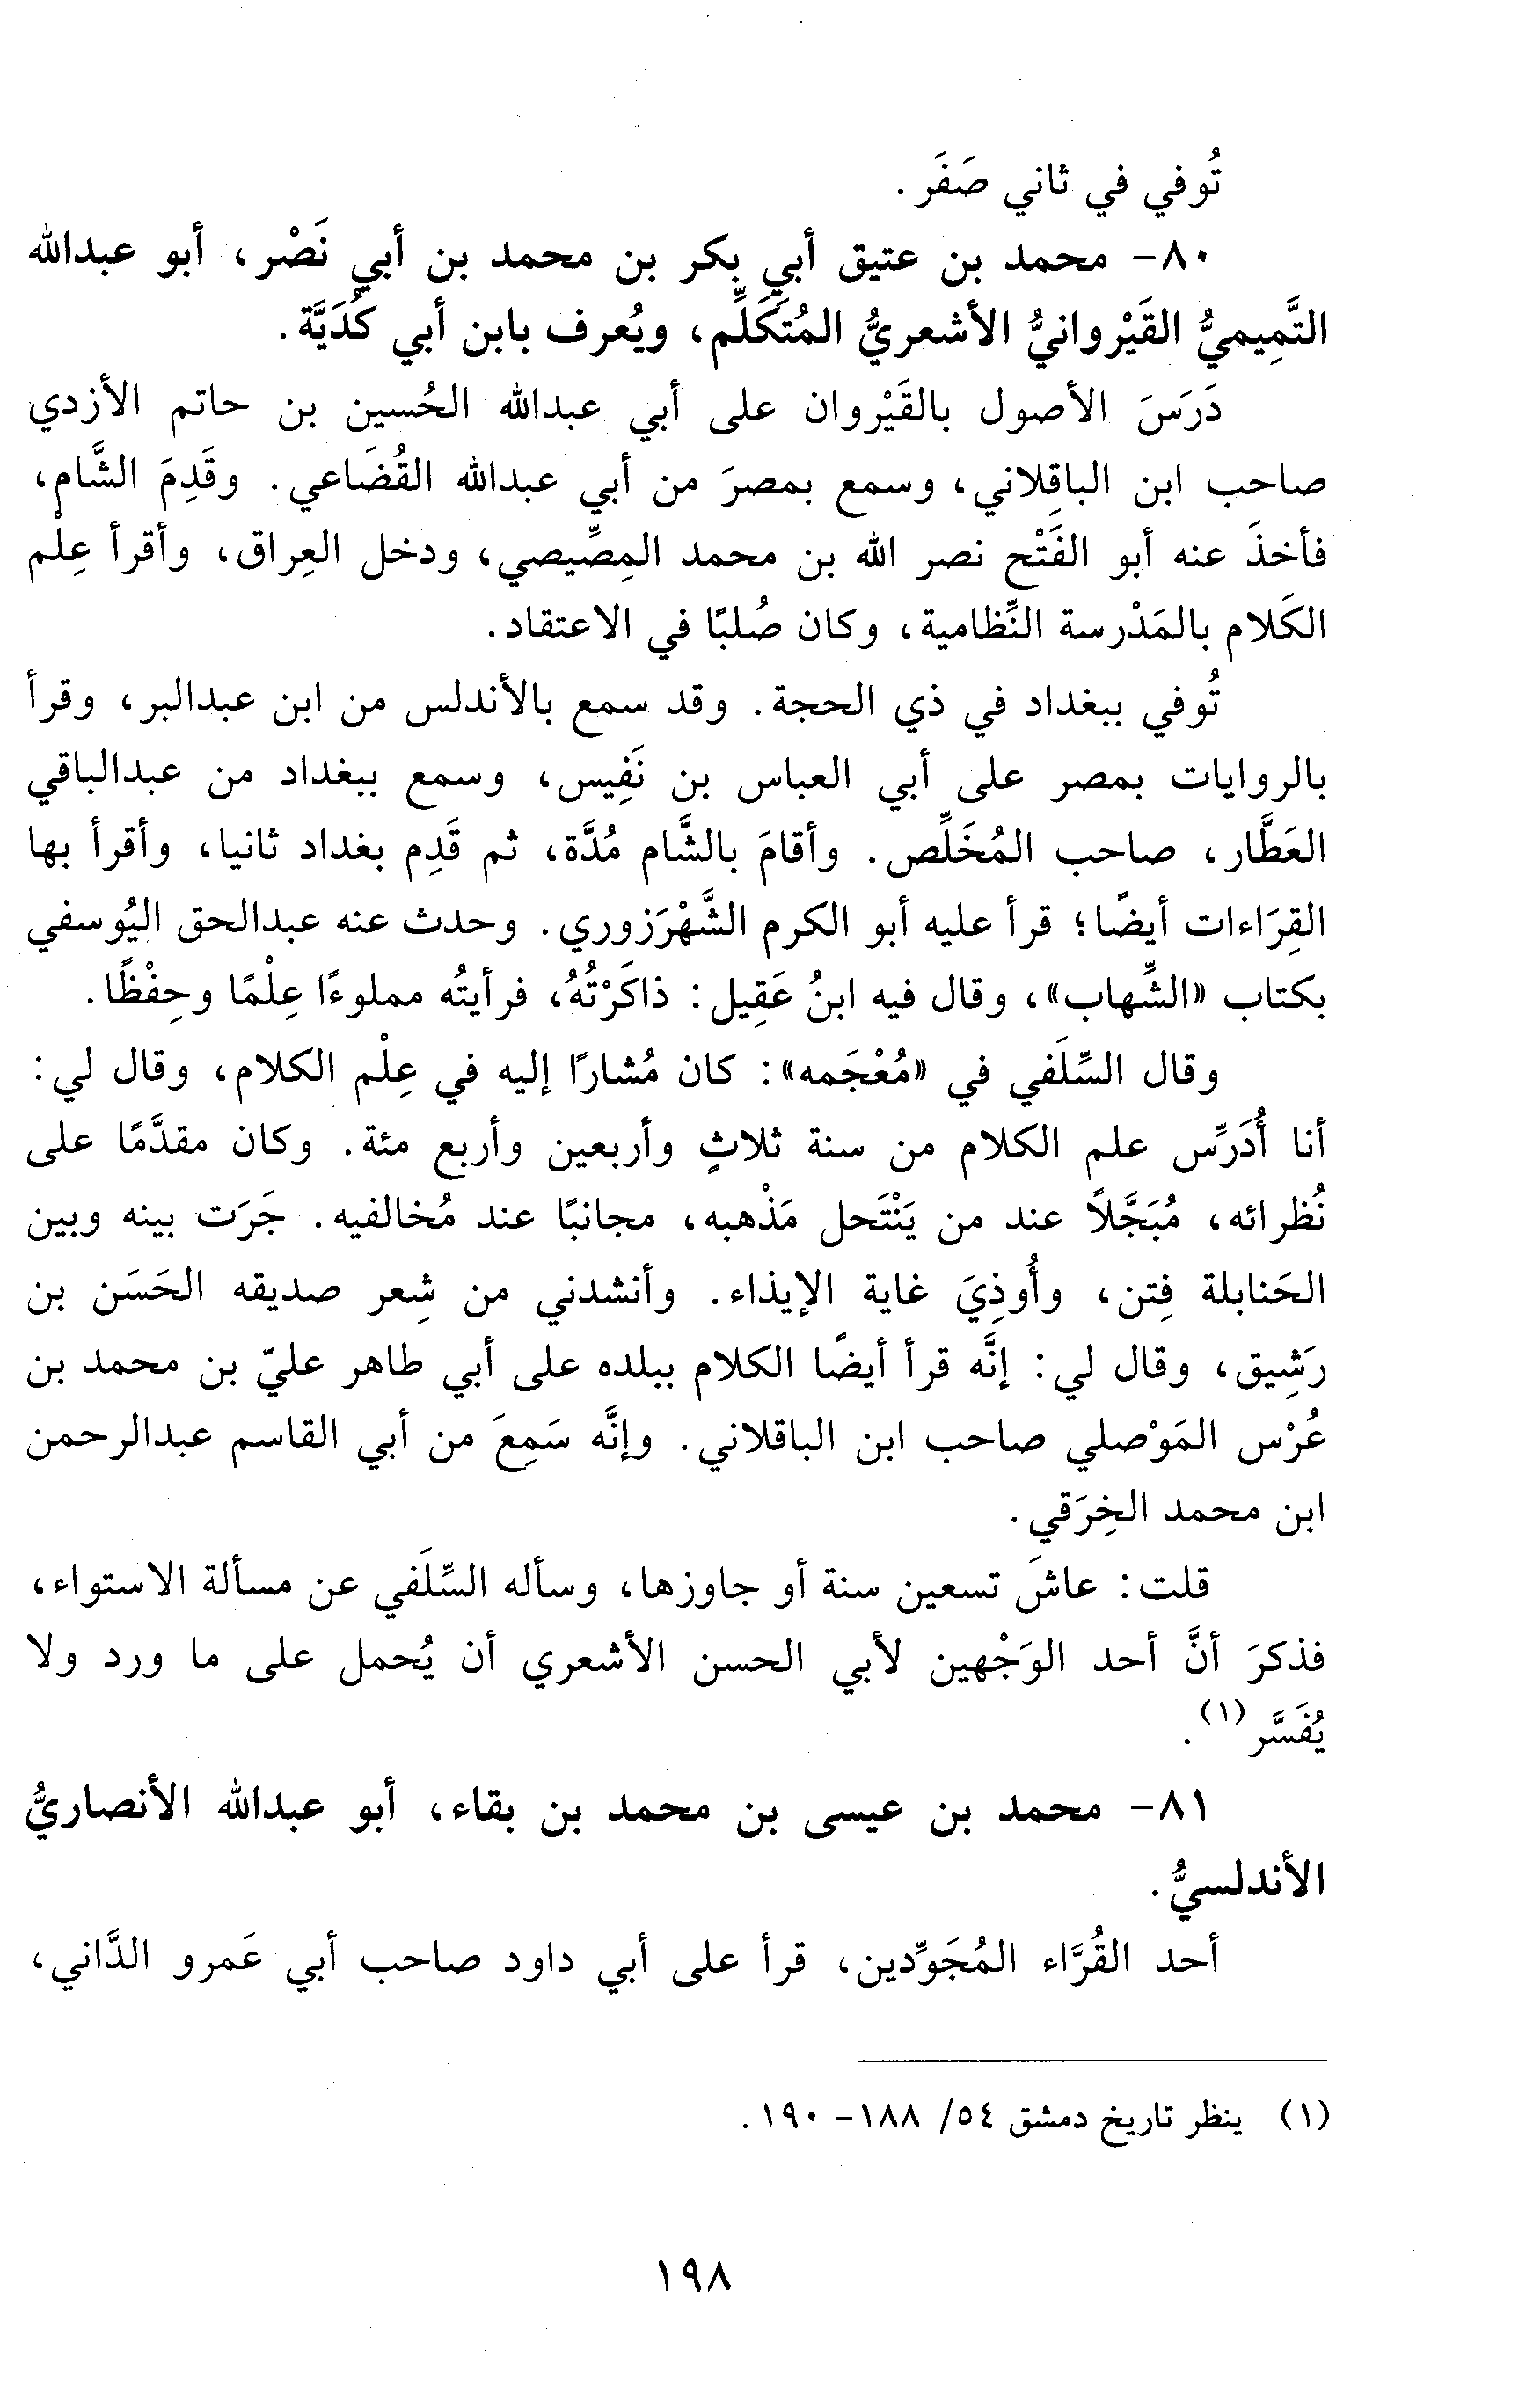 تُوفي في ثاني صَفَر.
٨٠- محمد بن عتيق أبي بكر بن محمد بن أبي نَصْر، أبو عبدالله
التَّمِيميُّ القَيْروانيُّ الأشعريُّ المُتَكَلِّم، ويُعرف بابن أبي كُدَيَّة.
دَرَسَ الأصول بالقَيْروان على أبي عبدالله الحُسين بن حاتم الأزدي
صاحب ابن الباقِلاني، وسمع بمصرَ من أبي عبدالله القُضَاعي. وقَدِمَ الشَّام،
فأخذَ عنه أبو الفَتْح نصر الله بن محمد المِصِّيصي، ودخل العِراق، وأقرأ عِلْم
الكَلام بالمَدْرسة النِّظامية، وكان صُلبًا في الاعتقاد.
تُوفي ببغداد في ذي الحجة. وقد سمع بالأندلس من ابن عبدالبر، وقرأ
بالروايات بمصر على أبي العباس بن نَفِيس، وسمع ببغداد من عبدالباقي
العَطَّار، صاحب المُخَلِّص. وأقامَ بالشَّام مُدَّة، ثم قَدِم بغداد ثانيا، وأقرأ بها
القِرَاءات أيضًا؛ قرأ عليه أبو الكرم الشَّهْرَزوري. وحدث عنه عبدالحق اليُوسفي
بكتاب «الشِّهاب»، وقال فيه ابنُ عَقِيل: ذاكَرْتُهُ، فرأيتُه مملوءًا عِلْمًا وحِفْظًا.
وقال السِّلَفي في «مُعْجَمه»: كان مُشارًا إليه في عِلْم الكلام، وقال لي:
أنا أُدَرِّس علم الكلام من سنة ثلاثٍ وأربعين وأربع مئة. وكان مقدَّمًا على
نُظرائه، مُبَجَّلاً عند من يَنْتَحل مَذْهبه، مجانبًا عند مُخالفيه. جَرَت بينه وبين
الحَنابلة فِتن، وأُوذِيَ غاية الإيذاء. وأنشدني من شِعر صديقه الحَسَن بن
رَشِيق، وقال لي: إنَّه قرأ أيضًا الكلام ببلده على أبي طاهر عليّ بن محمد بن
عُرْس المَوْصلي صاحب ابن الباقلاني. وإنَّه سَمِعَ من أبي القاسم عبدالرحمن
ابن محمد الخِرَقي.
قلت: عاشَ تسعين سنة أو جاوزها، وسأله السِّلَفي عن مسألة الاستواء،
فذكرَ أنَّ أحد الوَجْهين لأبي الحسن الأشعري أن يُحمل على ما ورد ولا
يُفَسَّر(١).
٨١- محمد بن عيسى بن محمد بن بقاء، أبو عبدالله الأنصاريُّ
الأندلسيُّ.
أحد القُرَّاء المُجَوِّدين، قرأ على أبي داود صاحب أبي عَمرو الدَّاني،
(١) ينظر تاريخ دمشق ٥٤/ ١٨٨- ١٩٠.
١٩٨